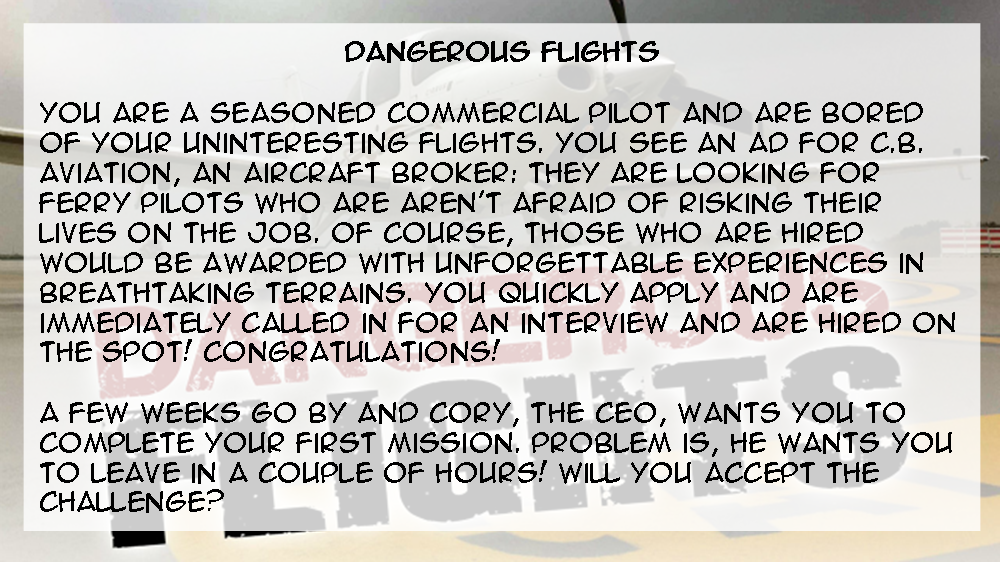 DANGEROUS FLIGHTS
YOU ARE A SEASONED COMMERCIAL PILOT AND ARE BORED
OF YOUR UNINTERESTING FLIGHTS. YOU SEE AN AD FOR C.B.
AVIATION, AN AIRCRAFT BROKER: THEY ARE LOOKING FOR
FERRY PILOTS WHO ARE AREN'T AFRAID OF RISKING THEIR
LIVES ON THE JOB. OF COURSE, THOSE WHO ARE HIRED
WOULD BE AWARDED WITH UNFORGETTABLE EXPERIENCES IN
BREATHTAKING TERRAINS. YOU QUICKLY APPLY AND ARE
IMMEDIATELY CALLED IN FOR AN INTERVIEW AND ARE HIRED ON
THE SPOT! CONGRATULATIONS!
A FEW WEEKS GO BY AND CORY, THE CEO, WANTS YOU TO
COMPLETE YOUR FIRST MISSION. PROBLEM IS, HE WANTS YOU
TO LEAVE IN A COUPLE OF HOURS! WILL YOU ACCEPT THE
CHALLENGE?
DANGEROUS
FLIGHTS